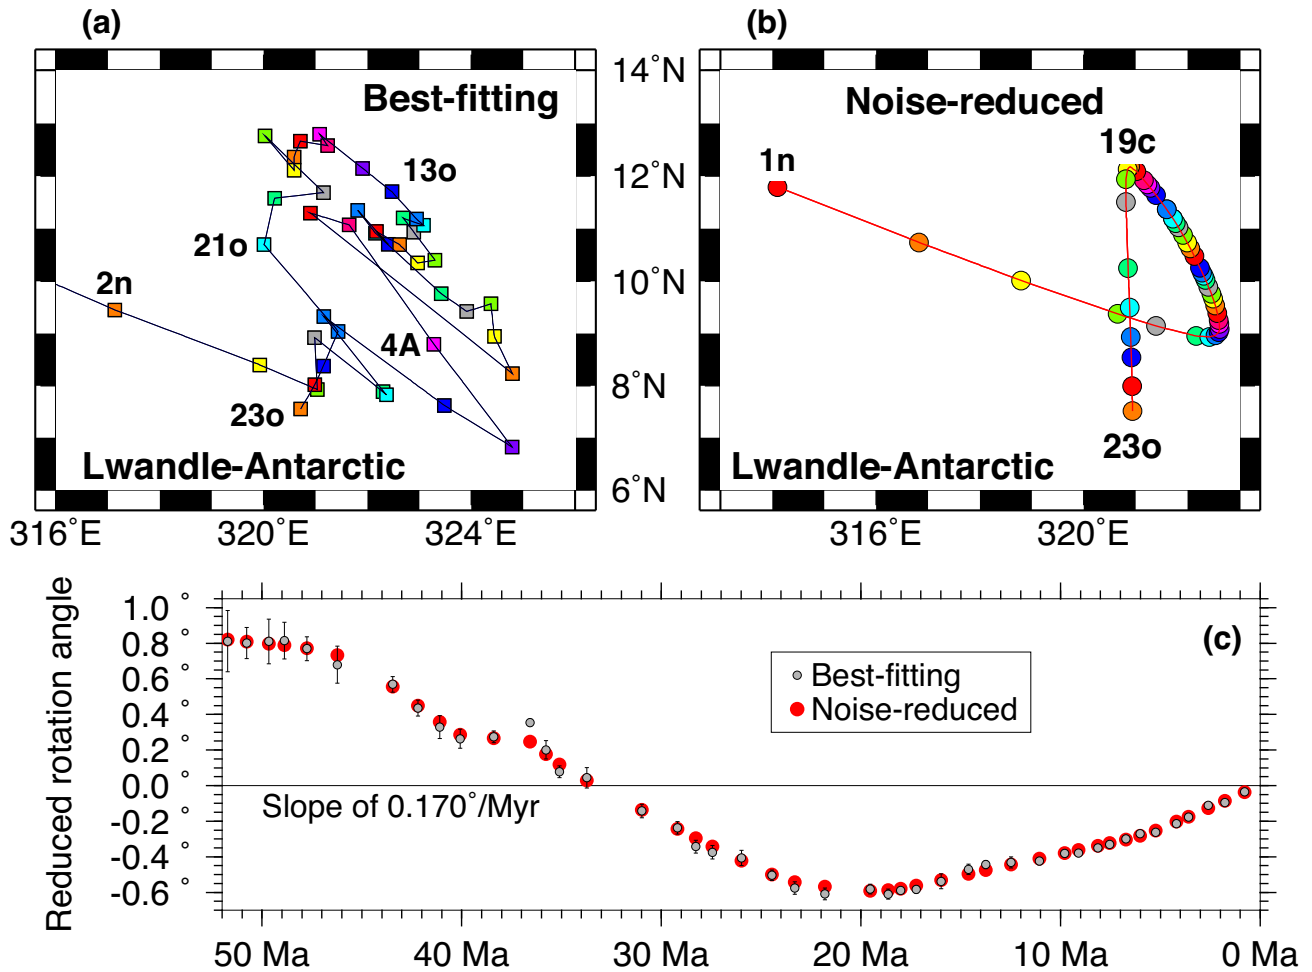 (a)
(b)
14˚N
12˚N
10˚N
8˚N
6˚N
Best-fitting
13o
21o
2n
4A
23o
Lwandle-Antarctic
316˚E
320˚E
324˚E
Noise-reduced
19c
1n
23o
Lwandle-Antarctic
316˚E
320˚E
Reduced rotation angle
1.0 °
0.8 °
0.6 °
0.4 °
0.2 °
0.0 °
-0.2 °
-0.4 °
-0.6 °
(c)
Best-fitting
Noise-reduced
Slope of 0.170˚/Myr
50 Ma
40 Ma
30 Ma
20 Ma
10 Ma
0 Ma